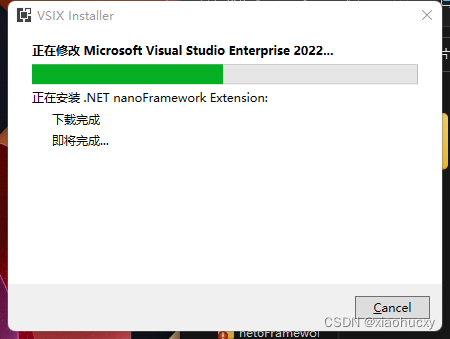 VSIX Installer
正在修改 Microsoft Visual Studio Enterprise 2022...
正在安装 .NET nanoFramework Extension:
下载完成
即将完成...
Cancel
CSDN @xiaohucxy